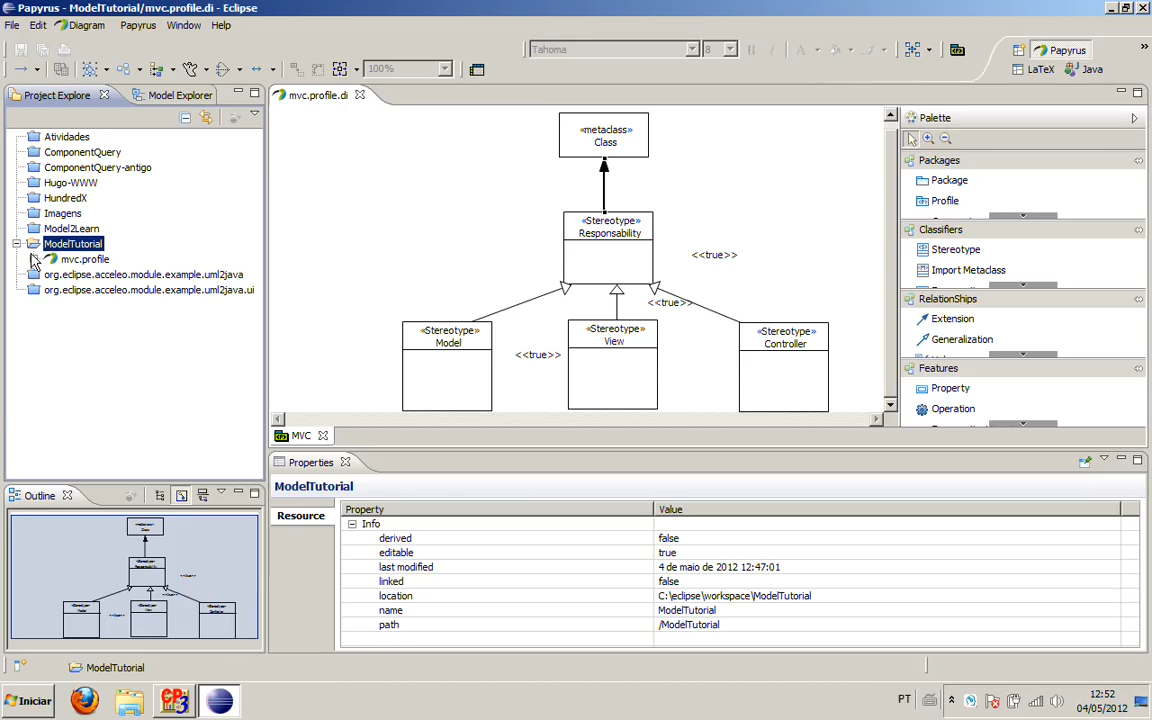 Papyrus - ModelTutorial/mvc.profile.di - Eclipse
File Edit Diagram Papyrus Window Help
Tahoma 8 B I A Papyrus
100% LaTeX Java
Project Explore Model Explorer
Atividades
ComponentQuery
ComponentQuery-antigo
Hugo-WWW
HundredX
Imagens
Model2Learn
ModelTutorial
mvc.profile
org.eclipse.acceleo.module.example.uml2java
org.eclipse.acceleo.module.example.uml2java.ui
mvc.profile.di
«metaclass»
Class
«Stereotype»
Responsability
<<true>>
<<true>>
«Stereotype»
Model
<<true>>
«Stereotype»
View
«Stereotype»
Controller
MVC
Palette
Packages
Package
Profile
Classifiers
Stereotype
Import Metaclass
RelationShips
Extension
Generalization
Features
Property
Operation
Outline
Properties
ModelTutorial
Resource
Property Value
Info
derived false
editable true
last modified 4 de maio de 2012 12:47:01
linked false
location C:\eclipse\workspace\ModelTutorial
name ModelTutorial
path /ModelTutorial
ModelTutorial
Iniciar
PT
12:52
04/05/2012